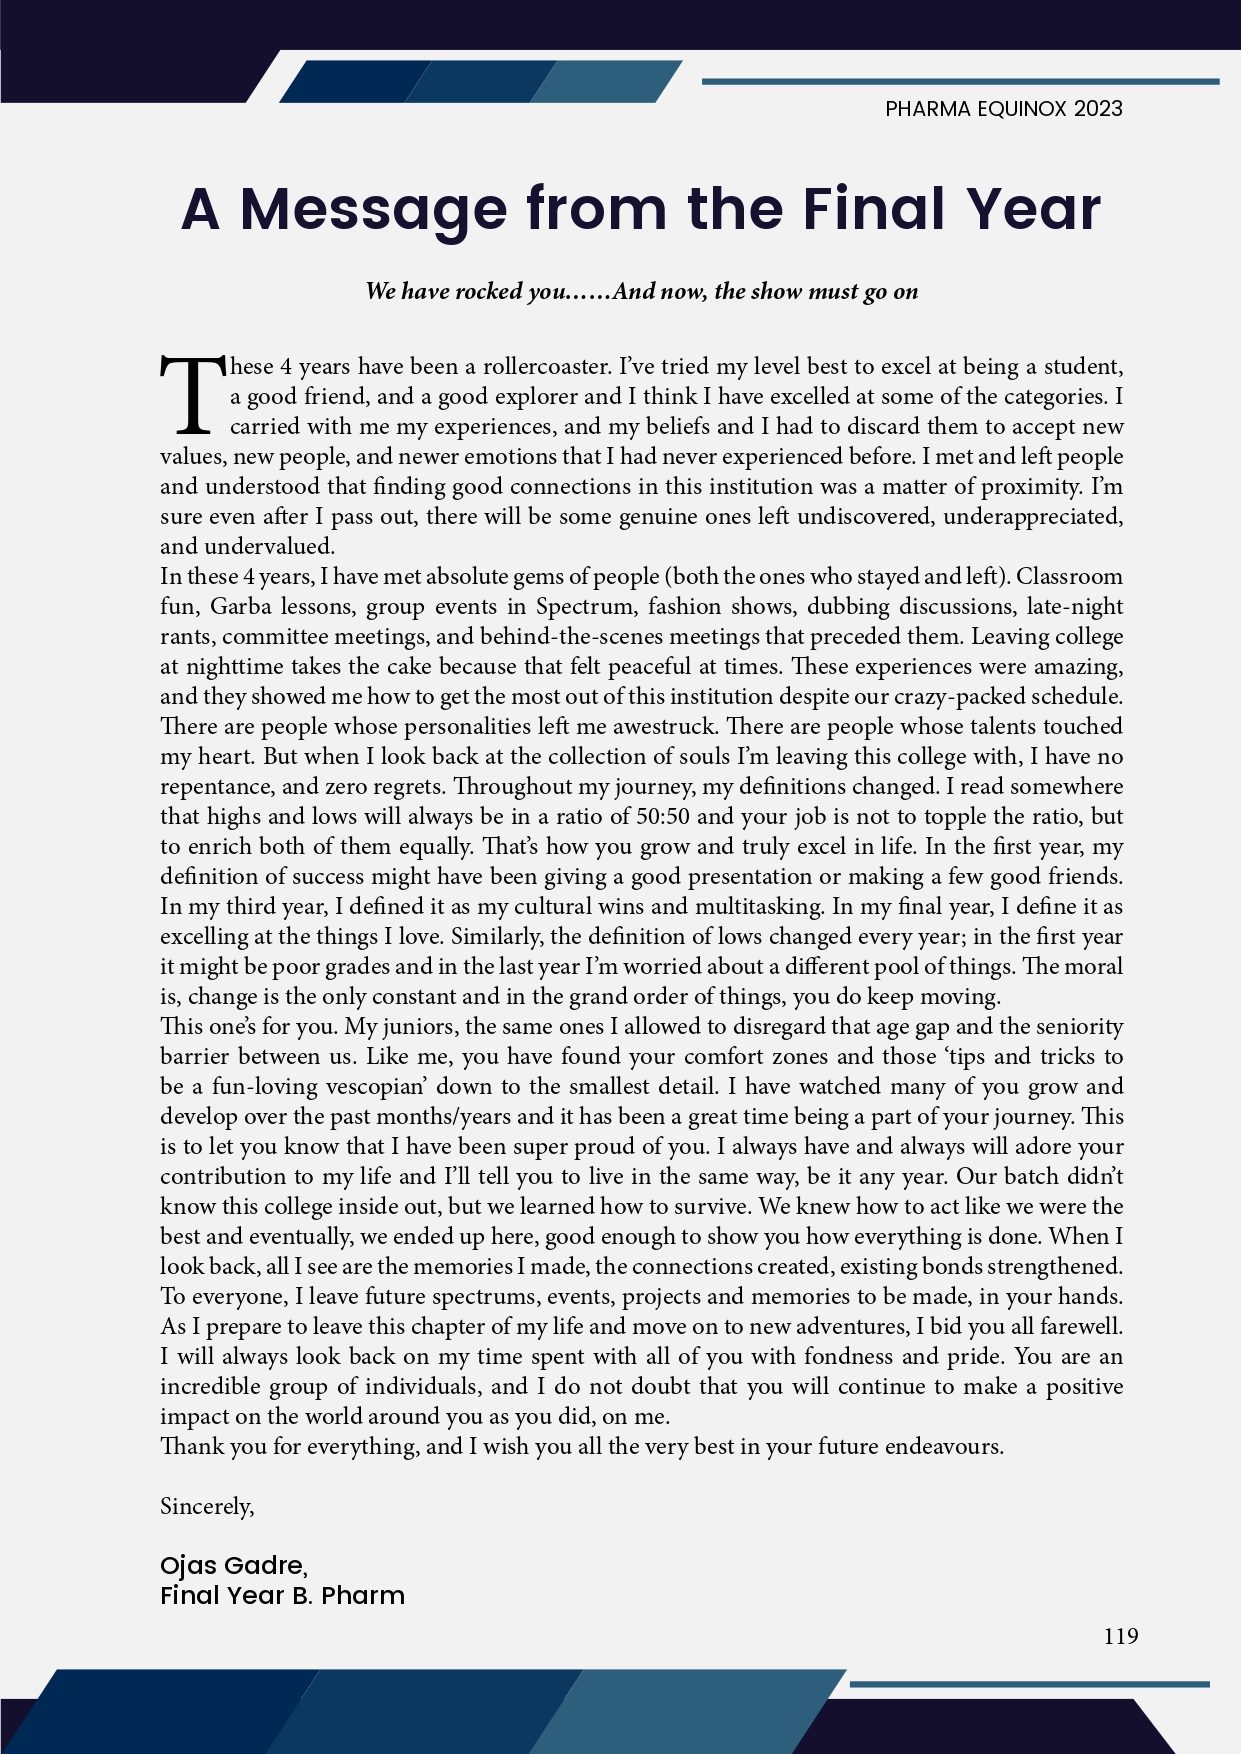 PHARMA EQUINOX 2023
A Message from the Final Year
We have rocked you……And now, the show must go on
These 4 years have been a rollercoaster. I’ve tried my level best to excel at being a student,
a good friend, and a good explorer and I think I have excelled at some of the categories. I
carried with me my experiences, and my beliefs and I had to discard them to accept new
values, new people, and newer emotions that I had never experienced before. I met and left people
and understood that finding good connections in this institution was a matter of proximity. I’m
sure even after I pass out, there will be some genuine ones left undiscovered, underappreciated,
and undervalued.
In these 4 years, I have met absolute gems of people (both the ones who stayed and left). Classroom
fun, Garba lessons, group events in Spectrum, fashion shows, dubbing discussions, late-night
rants, committee meetings, and behind-the-scenes meetings that preceded them. Leaving college
at nighttime takes the cake because that felt peaceful at times. These experiences were amazing,
and they showed me how to get the most out of this institution despite our crazy-packed schedule.
There are people whose personalities left me awestruck. There are people whose talents touched
my heart. But when I look back at the collection of souls I’m leaving this college with, I have no
repentance, and zero regrets. Throughout my journey, my definitions changed. I read somewhere
that highs and lows will always be in a ratio of 50:50 and your job is not to topple the ratio, but
to enrich both of them equally. That’s how you grow and truly excel in life. In the first year, my
definition of success might have been giving a good presentation or making a few good friends.
In my third year, I defined it as my cultural wins and multitasking. In my final year, I define it as
excelling at the things I love. Similarly, the definition of lows changed every year; in the first year
it might be poor grades and in the last year I’m worried about a different pool of things. The moral
is, change is the only constant and in the grand order of things, you do keep moving.
This one’s for you. My juniors, the same ones I allowed to disregard that age gap and the seniority
barrier between us. Like me, you have found your comfort zones and those ‘tips and tricks to
be a fun-loving vescopian’ down to the smallest detail. I have watched many of you grow and
develop over the past months/years and it has been a great time being a part of your journey. This
is to let you know that I have been super proud of you. I always have and always will adore your
contribution to my life and I’ll tell you to live in the same way, be it any year. Our batch didn’t
know this college inside out, but we learned how to survive. We knew how to act like we were the
best and eventually, we ended up here, good enough to show you how everything is done. When I
look back, all I see are the memories I made, the connections created, existing bonds strengthened.
To everyone, I leave future spectrums, events, projects and memories to be made, in your hands.
As I prepare to leave this chapter of my life and move on to new adventures, I bid you all farewell.
I will always look back on my time spent with all of you with fondness and pride. You are an
incredible group of individuals, and I do not doubt that you will continue to make a positive
impact on the world around you as you did, on me.
Thank you for everything, and I wish you all the very best in your future endeavours.
Sincerely,
Ojas Gadre,
Final Year B. Pharm
119